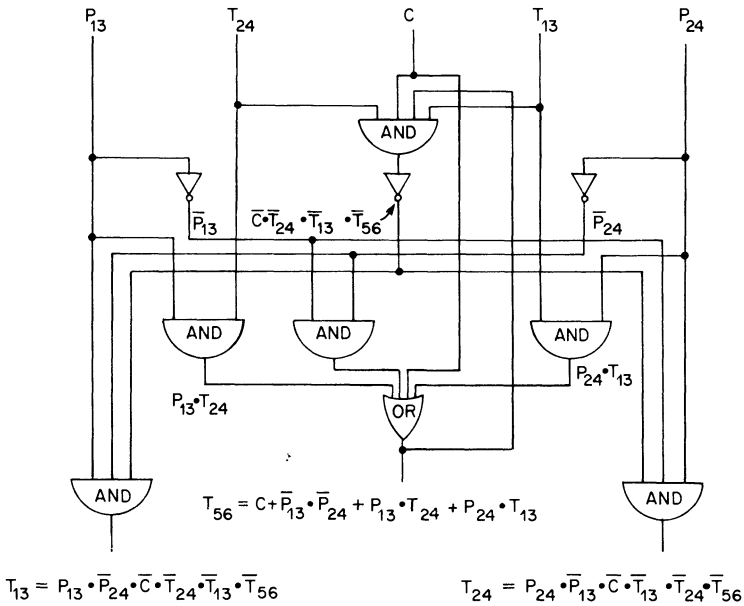 P₁₃ T₂₄ C T₁₃ P₂₄
AND
P̅₁₃ C̅•T̅₂₄•T̅₁₃•T̅₅₆ P̅₂₄
AND AND AND
P₁₃•T₂₄ OR P₂₄•T₁₃
AND AND
T₅₆ = C+P̅₁₃•P̅₂₄ + P₁₃•T₂₄ + P₂₄•T₁₃
T₁₃ = P₁₃•P̅₂₄•C̅•T̅₂₄•T̅₁₃•T̅₅₆ T₂₄ = P₂₄•P̅₁₃•C̅•T̅₁₃•T̅₂₄•T̅₅₆